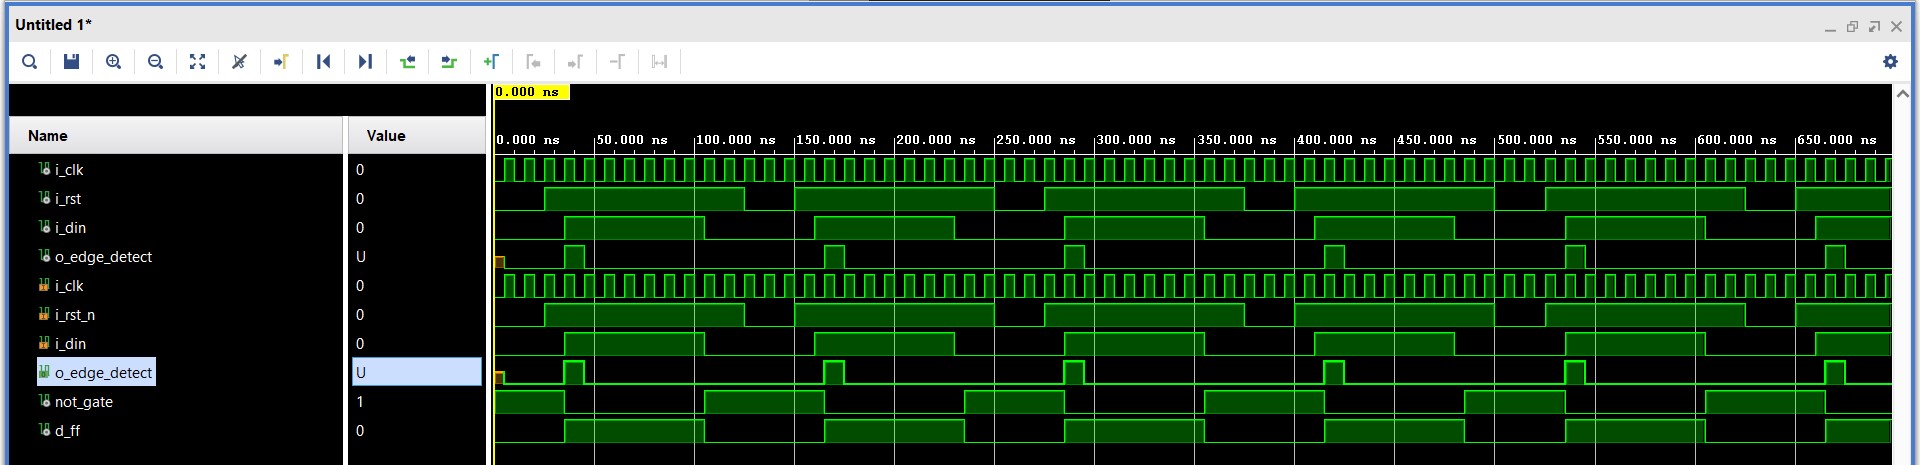 Untitled 1*
0.000 ns
Name Value
0.000 ns 50.000 ns 100.000 ns 150.000 ns 200.000 ns 250.000 ns 300.000 ns 350.000 ns 400.000 ns 450.000 ns 500.000 ns 550.000 ns 600.000 ns 650.000 ns
i_clk 0
i_rst 0
i_din 0
o_edge_detect U
i_clk 0
i_rst_n 0
i_din 0
o_edge_detect U
not_gate 1
d_ff 0